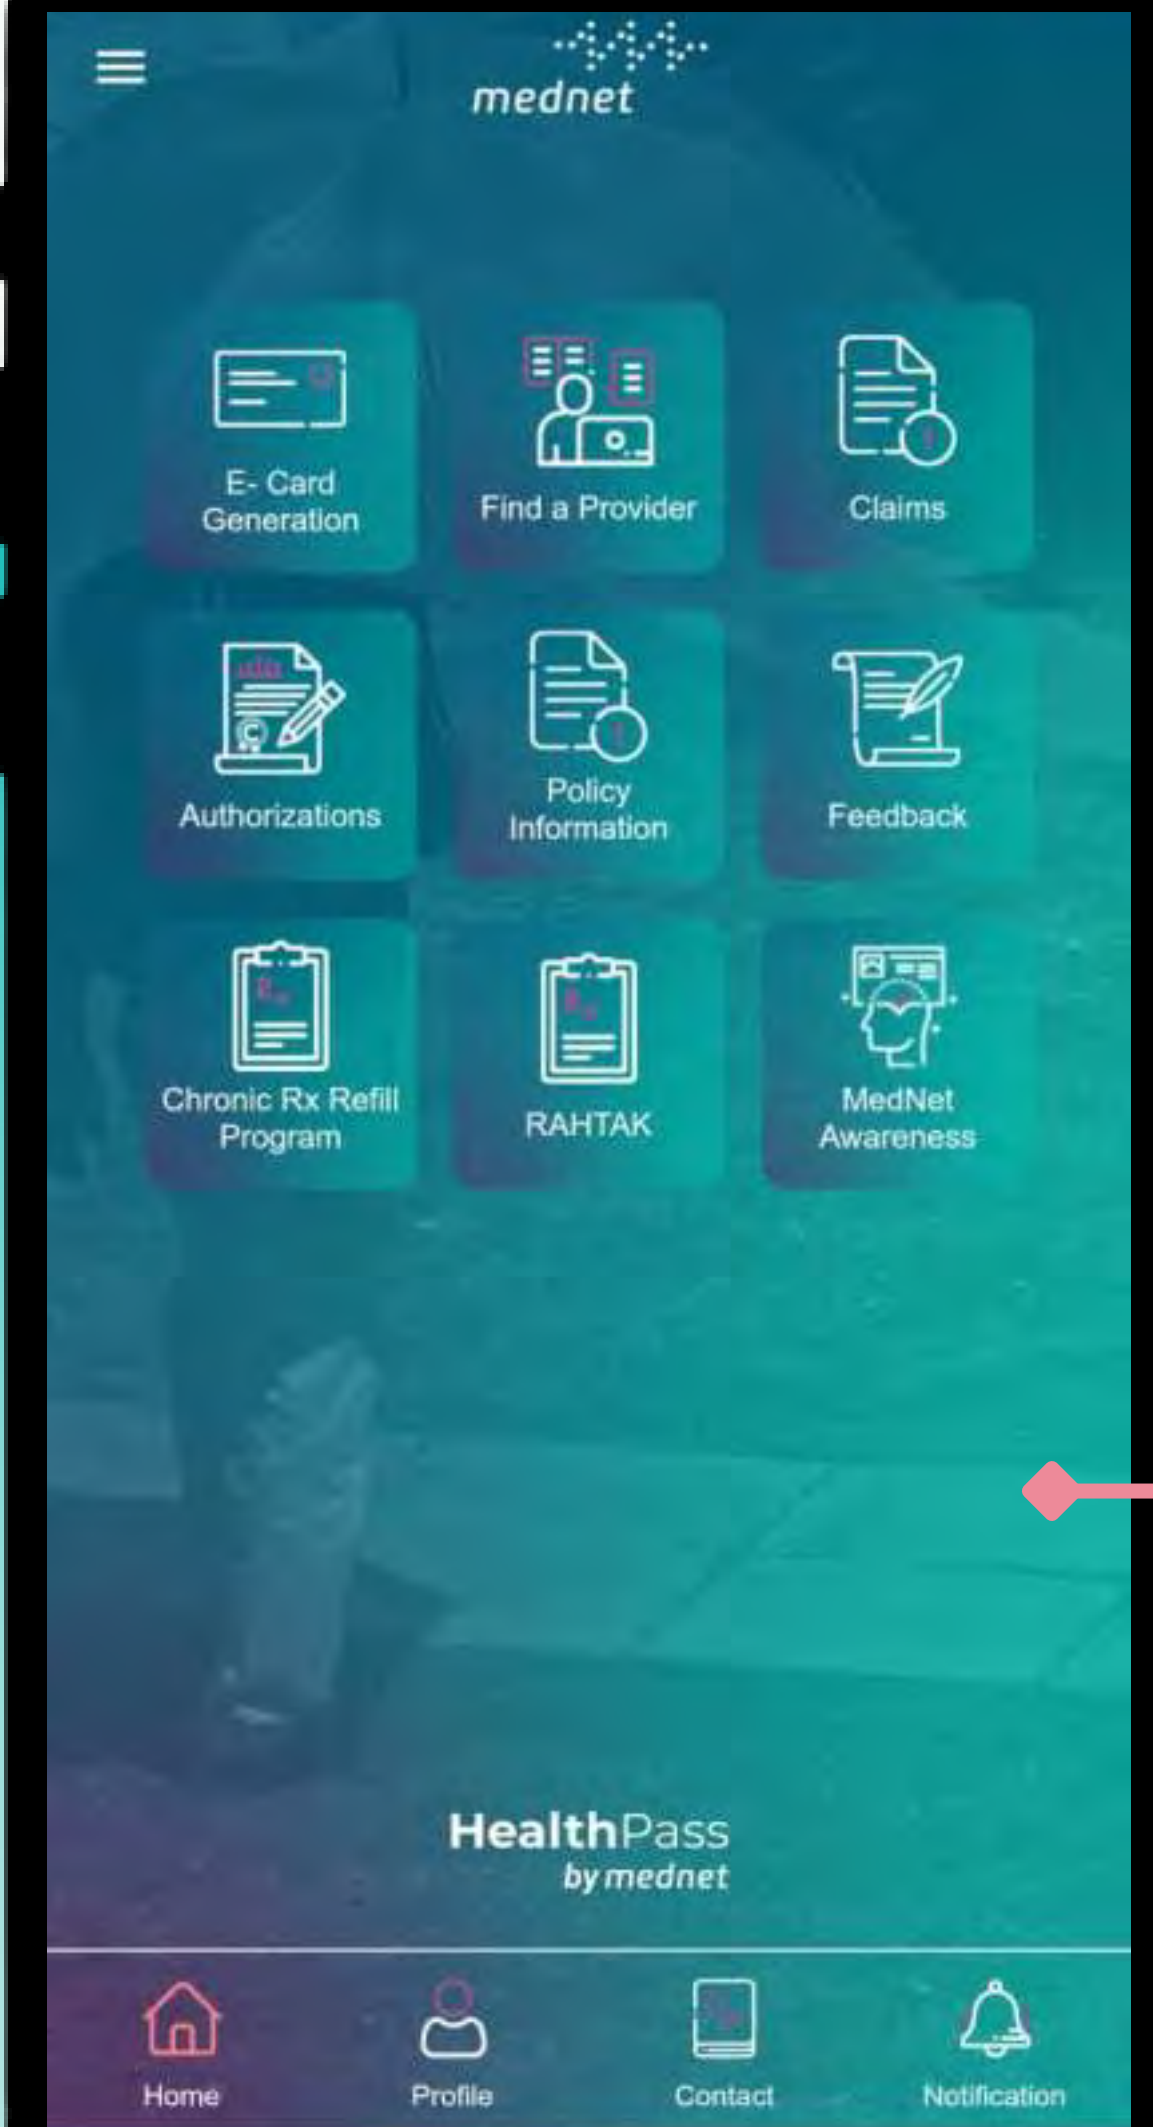 mednet
E- Card
Generation
Find a Provider
Claims
Authorizations
Policy
Information
Feedback
Chronic Rx Refill
Program
RAHTAK
MedNet
Awareness
HealthPass
by mednet
Home
Profile
Contact
Notification